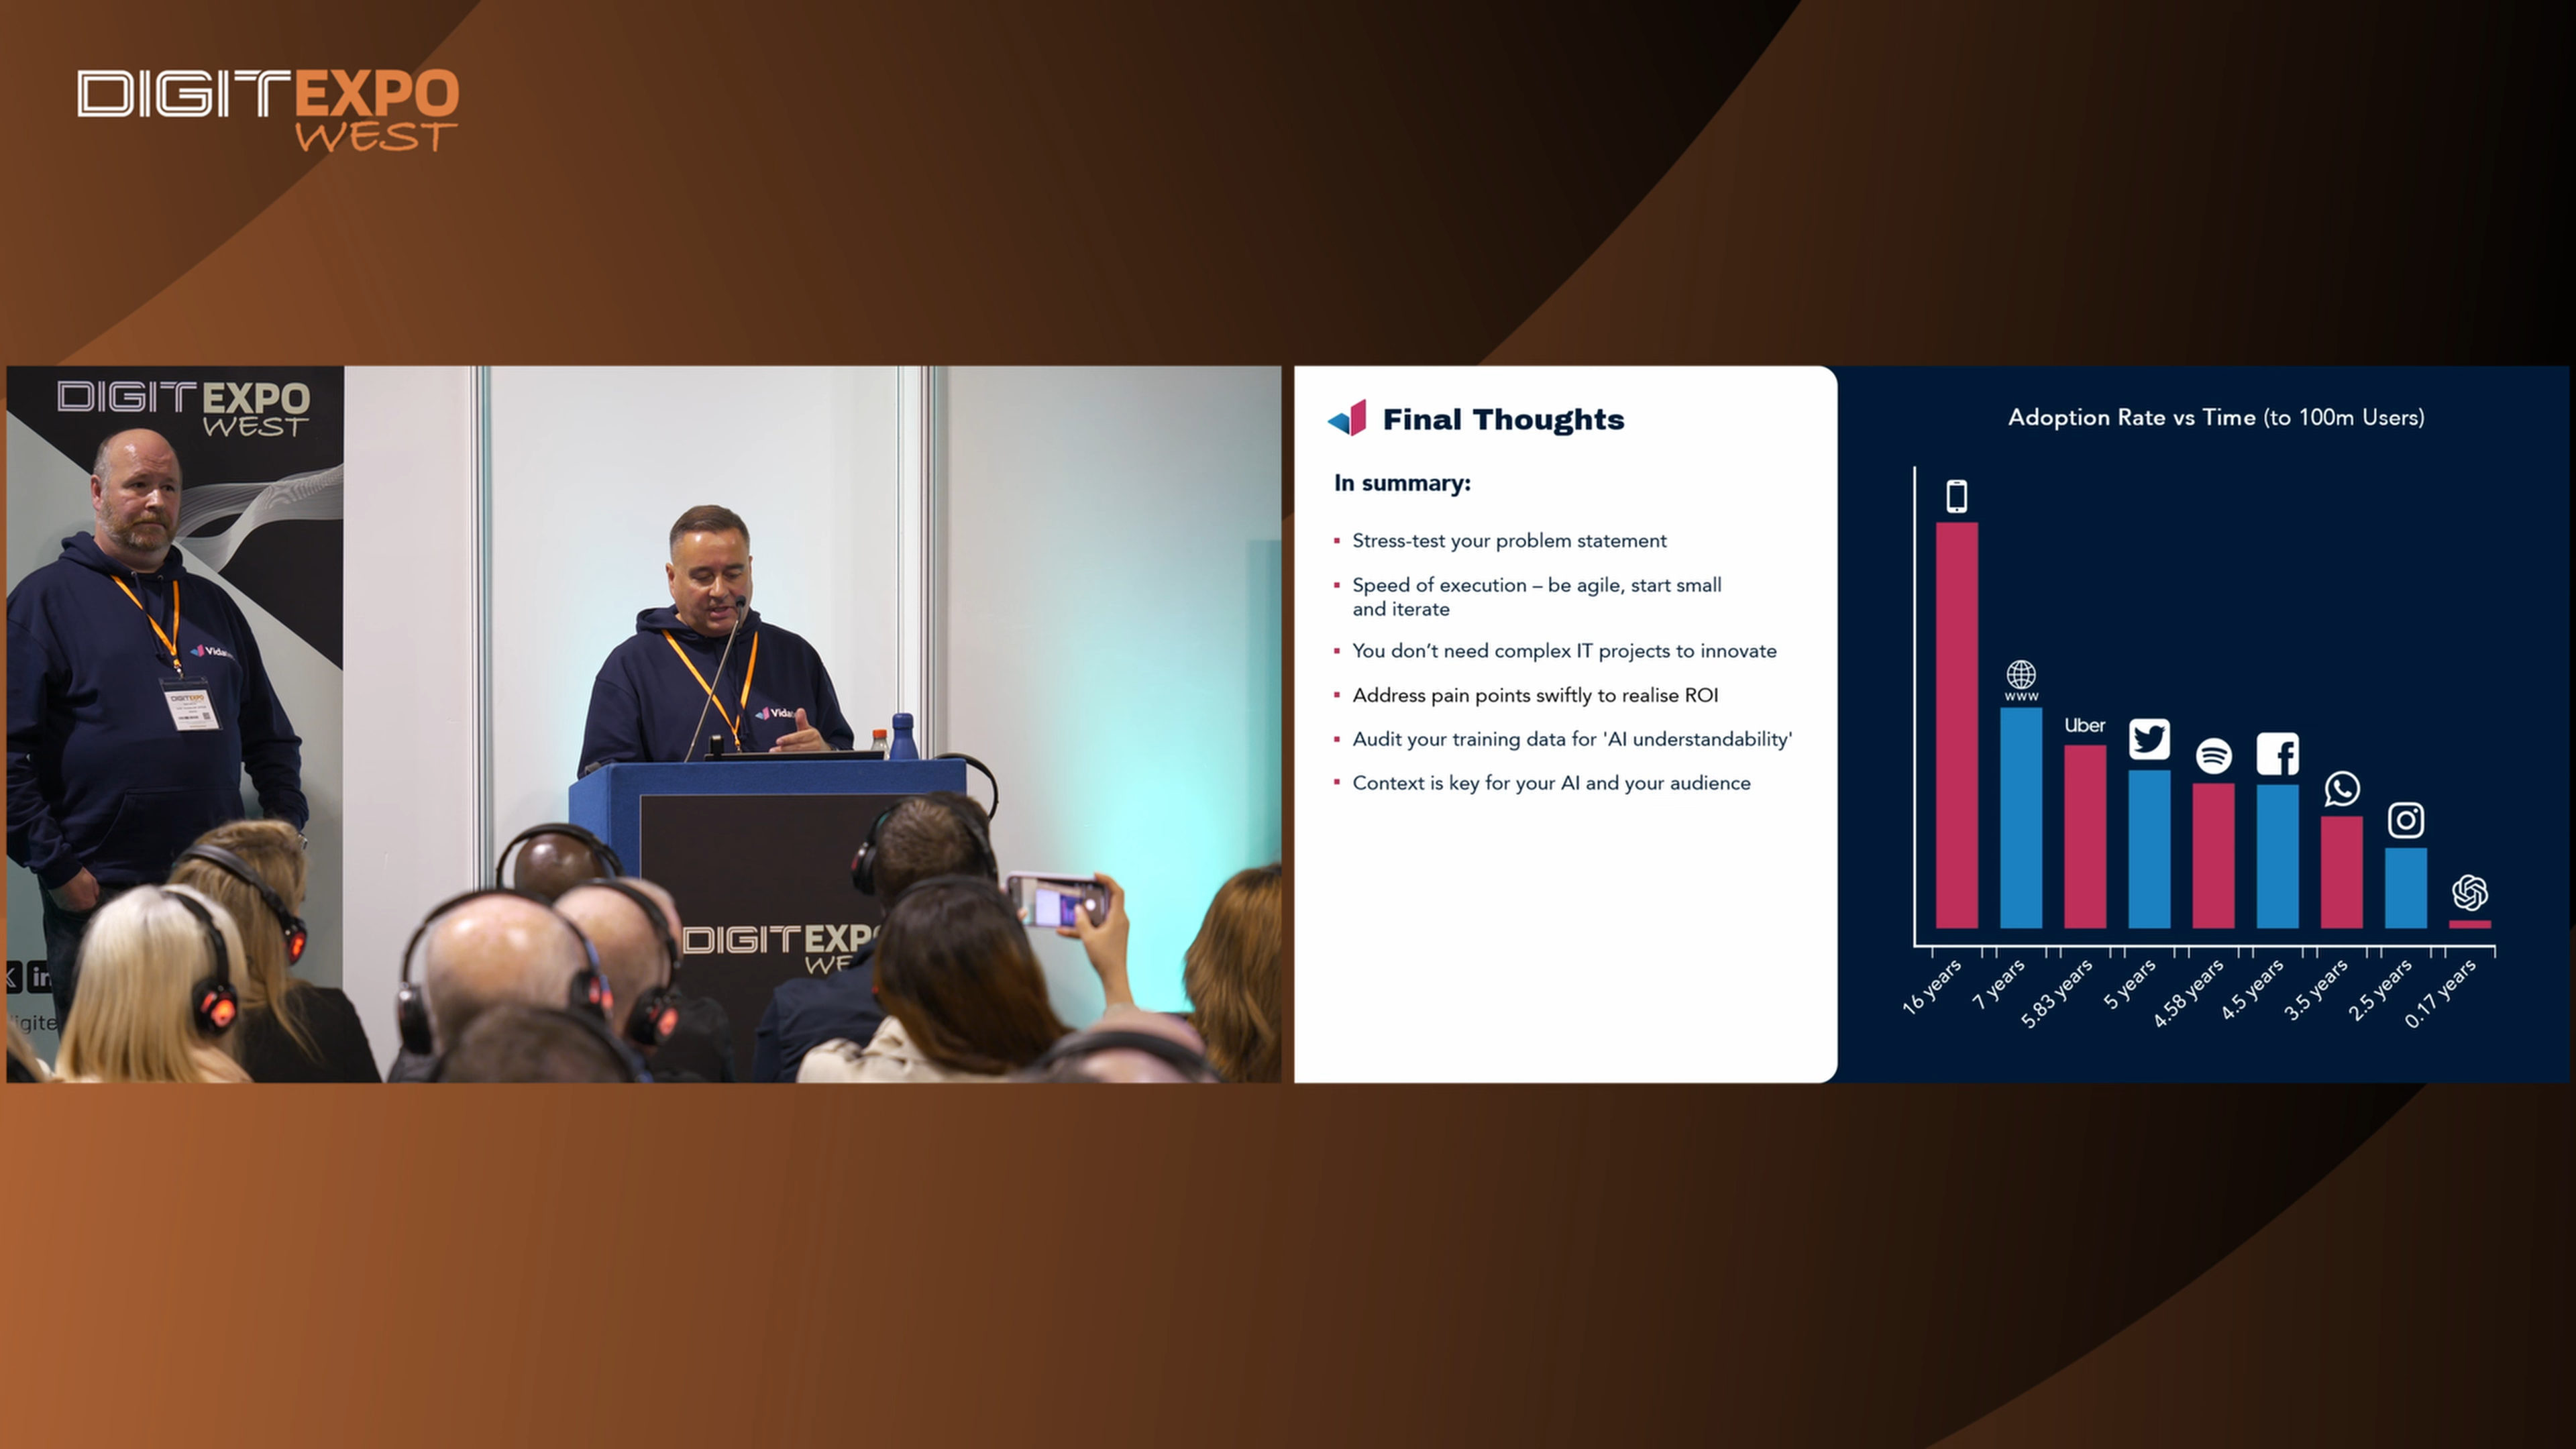 DIGITEXPO
WEST
DIGITEXPO
WEST
DIGITEXPO
Final Thoughts
In summary:
▪ Stress-test your problem statement
▪ Speed of execution – be agile, start small
and iterate
▪ You don't need complex IT projects to innovate
▪ Address pain points swiftly to realise ROI
▪ Audit your training data for 'AI understandability'
▪ Context is key for your AI and your audience
Adoption Rate vs Time (to 100m Users)
www
Uber
16 years
7 years
5.83 years
5 years
4.58 years
4.5 years
3.5 years
2.5 years
0.17 years